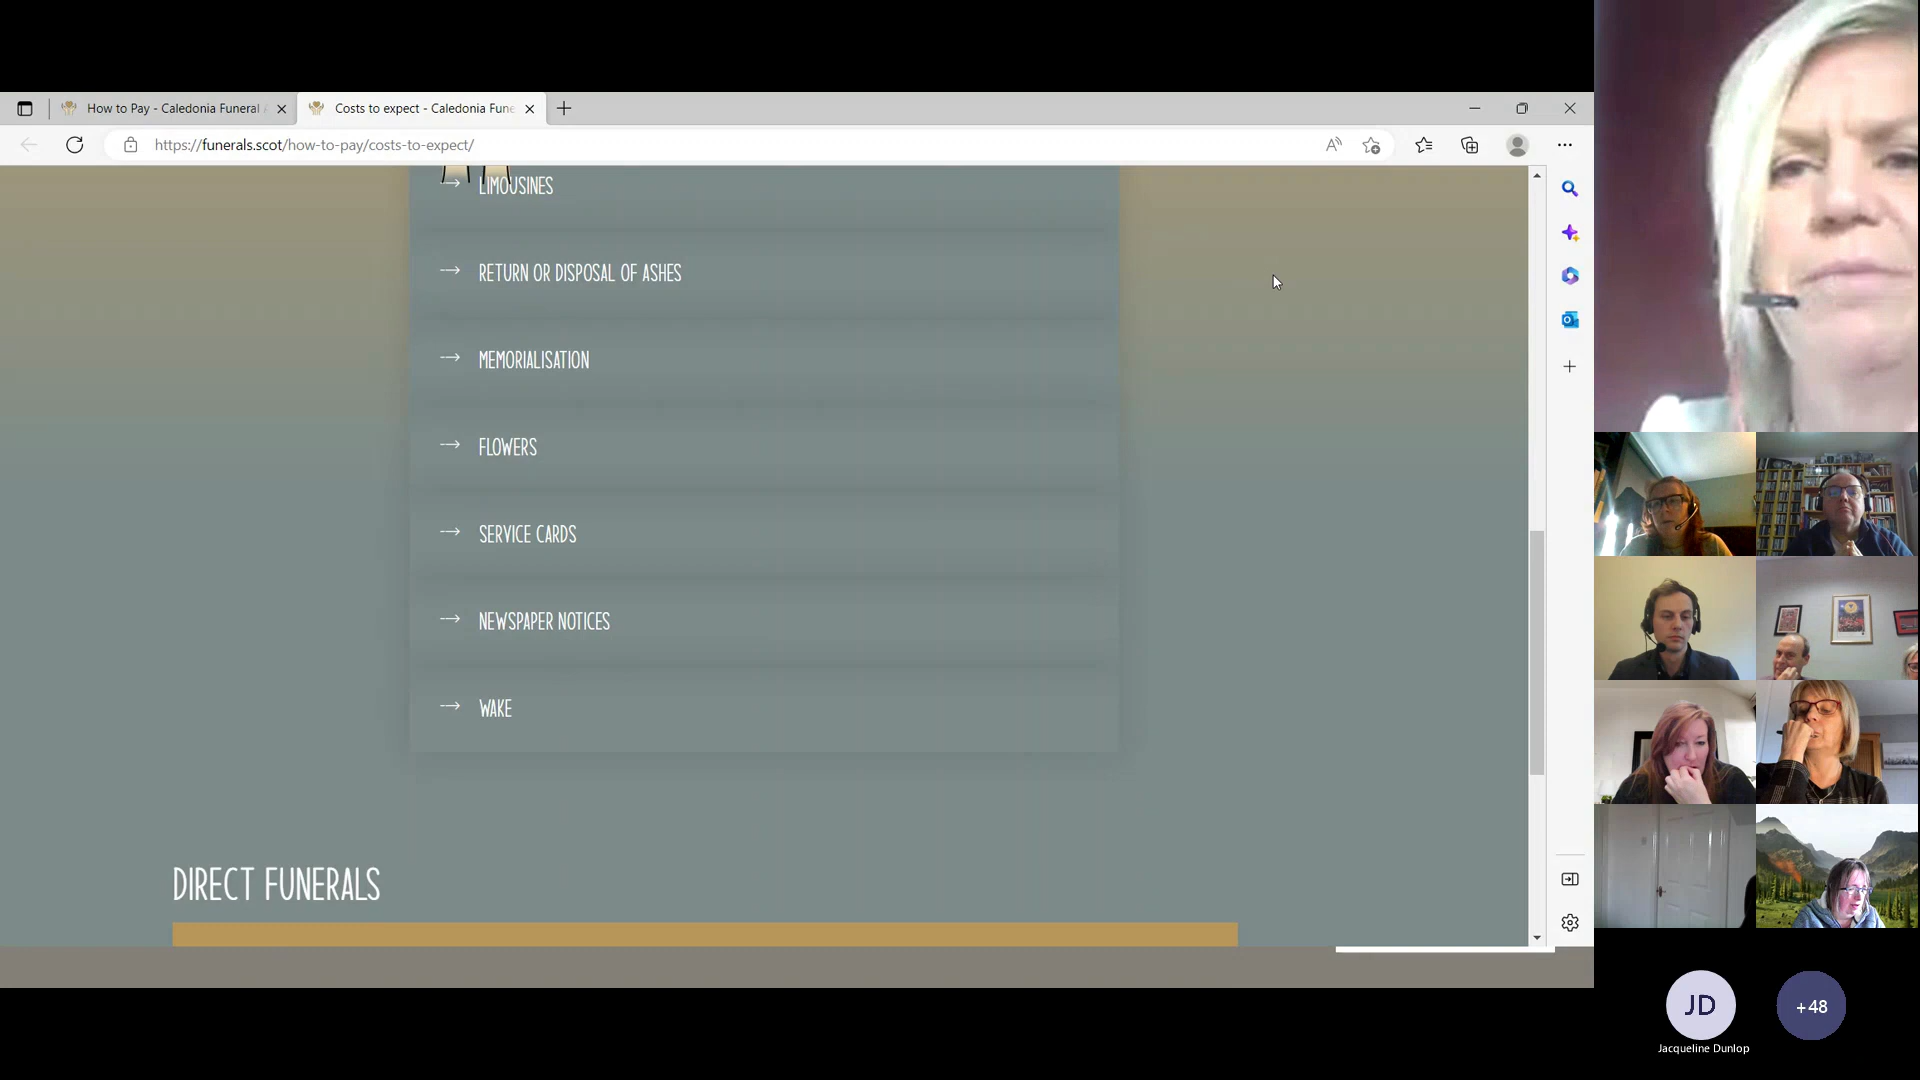 How to Pay - Caledonia Funeral
Costs to expect - Caledonia Fune
https://funerals.scot/how-to-pay/costs-to-expect/
LIMOUSINES
RETURN OR DISPOSAL OF ASHES
MEMORIALISATION
FLOWERS
SERVICE CARDS
NEWSPAPER NOTICES
WAKE
DIRECT FUNERALS
JD
+48
Jacqueline Dunlop